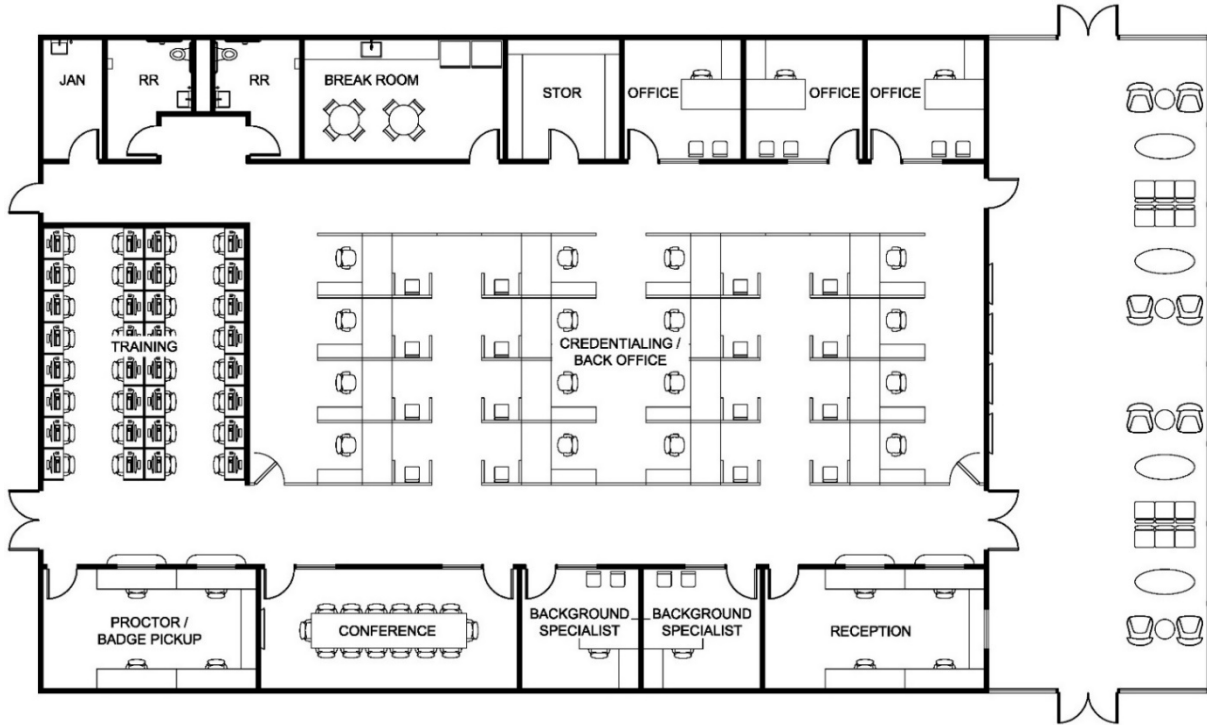 JAN
RR
RR
BREAK ROOM
STOR
OFFICE
OFFICE
OFFICE
TRAINING
CREDENTIALING /
BACK OFFICE
PROCTOR /
BADGE PICKUP
CONFERENCE
BACKGROUND
SPECIALIST
BACKGROUND
SPECIALIST
RECEPTION